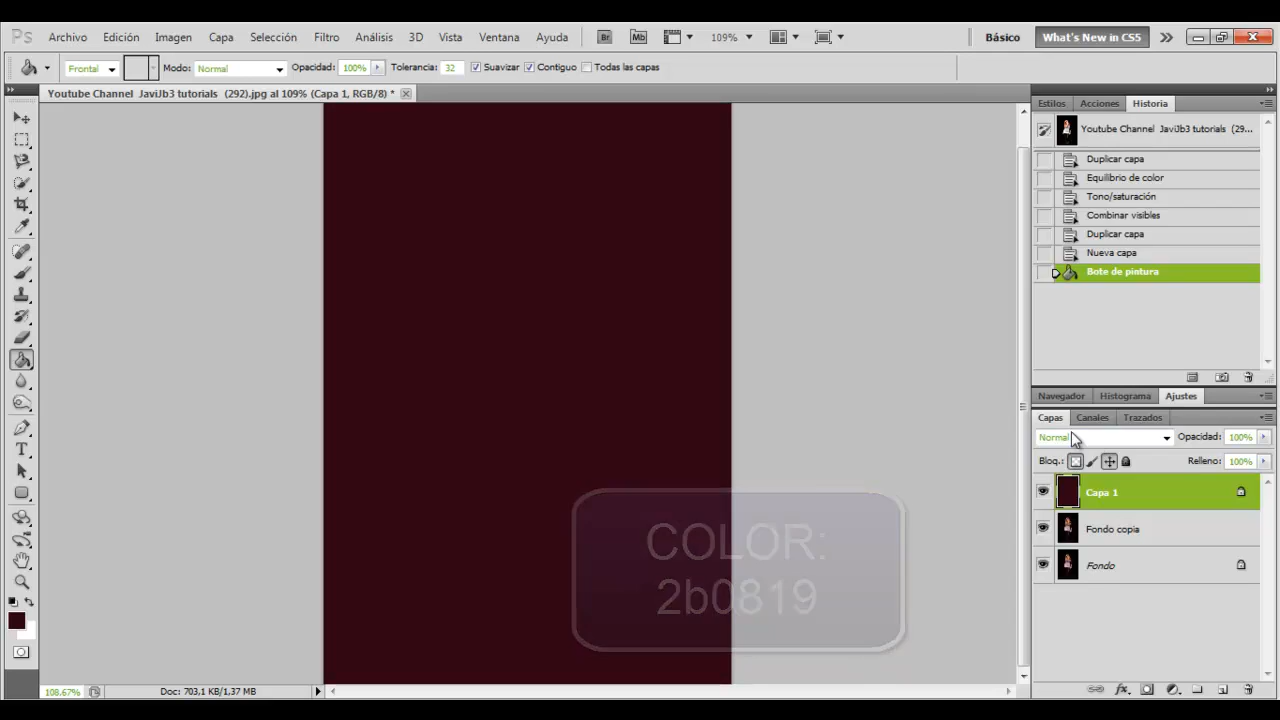 Ps Archivo Edición Imagen Capa Selección Filtro Análisis 3D Vista Ventana Ayuda Br Mb 109% Básico What's New in CS5
Frontal Modo: Normal Opacidad: 100% Tolerancia: 32 Suavizar Contiguo Todas las capas
Youtube Channel JaviJb3 tutorials (292).jpg al 109% (Capa 1, RGB/8) *
Estilos Acciones Historia
Youtube Channel JaviJb3 tutorials (29...
Duplicar capa
Equilibrio de color
Tono/saturación
Combinar visibles
Duplicar capa
Nueva capa
Bote de pintura
Navegador Histograma Ajustes
Capas Canales Trazados
Normal Opacidad: 100%
Bloq.: Relleno: 100%
Capa 1
Fondo copia
Fondo
COLOR:
2b0819
108.67% Doc: 703,1 KB/1,37 MB